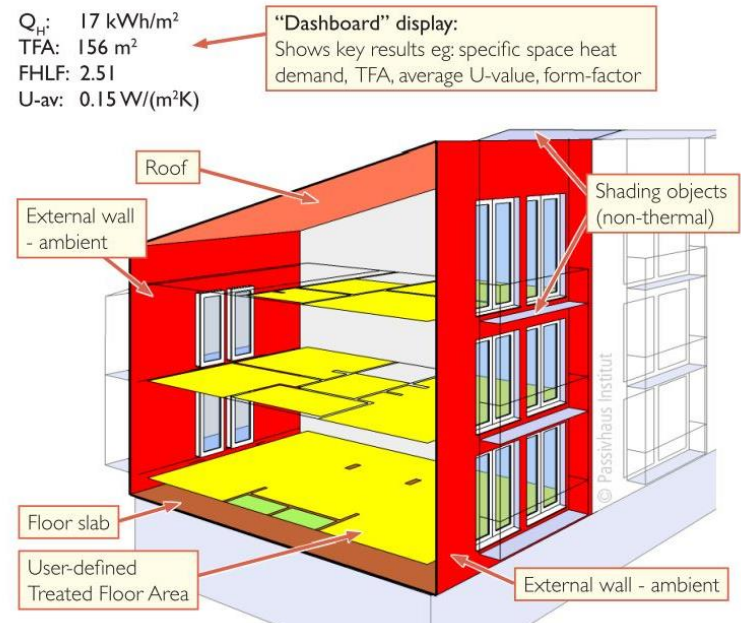 Q_H: 17 kWh/m²
TFA: 156 m²
FHLF: 2.51
U-av: 0.15 W/(m²K)
“Dashboard” display:
Shows key results eg: specific space heat
demand, TFA, average U-value, form-factor
Roof
External wall
- ambient
Shading objects
(non-thermal)
© Passivhaus Institut
Floor slab
User-defined
Treated Floor Area
External wall - ambient